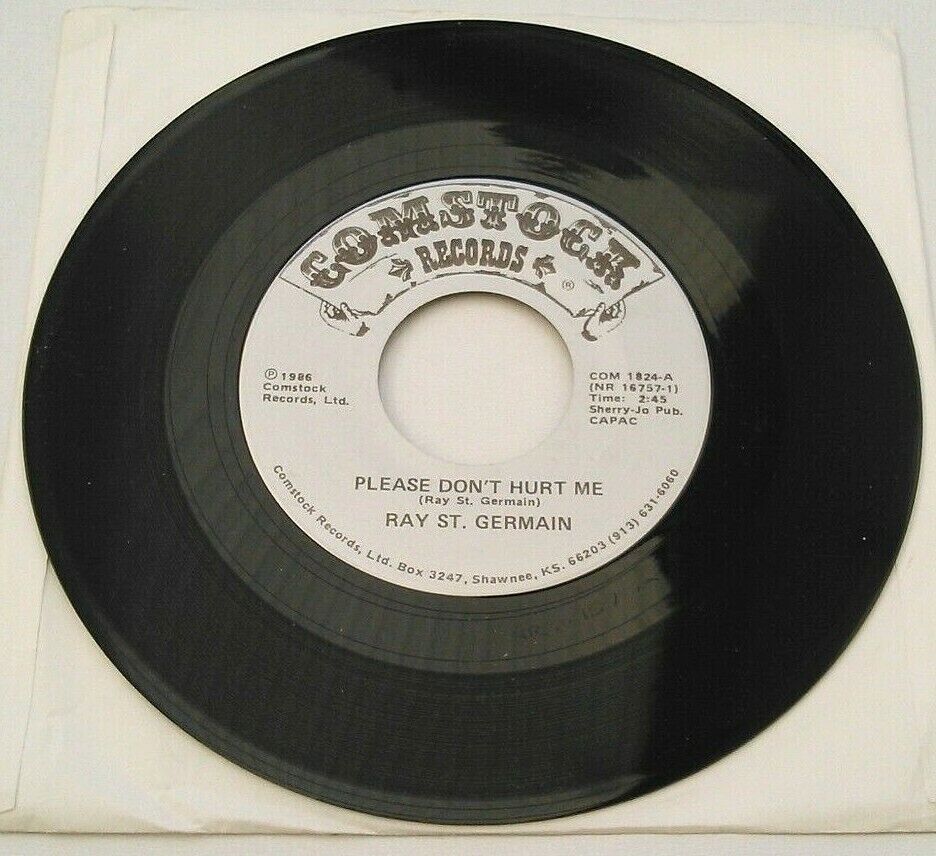 COMSTOCK
RECORDS
®
℗ 1986
Comstock
Records, Ltd.
COM 1824-A
(NR 16757-1)
Time: 2:45
Sherry-Jo Pub.
CAPAC
PLEASE DON'T HURT ME
(Ray St. Germain)
RAY ST. GERMAIN
Comstock Records, Ltd. Box 3247, Shawnee, KS. 66203 (913) 631-6060